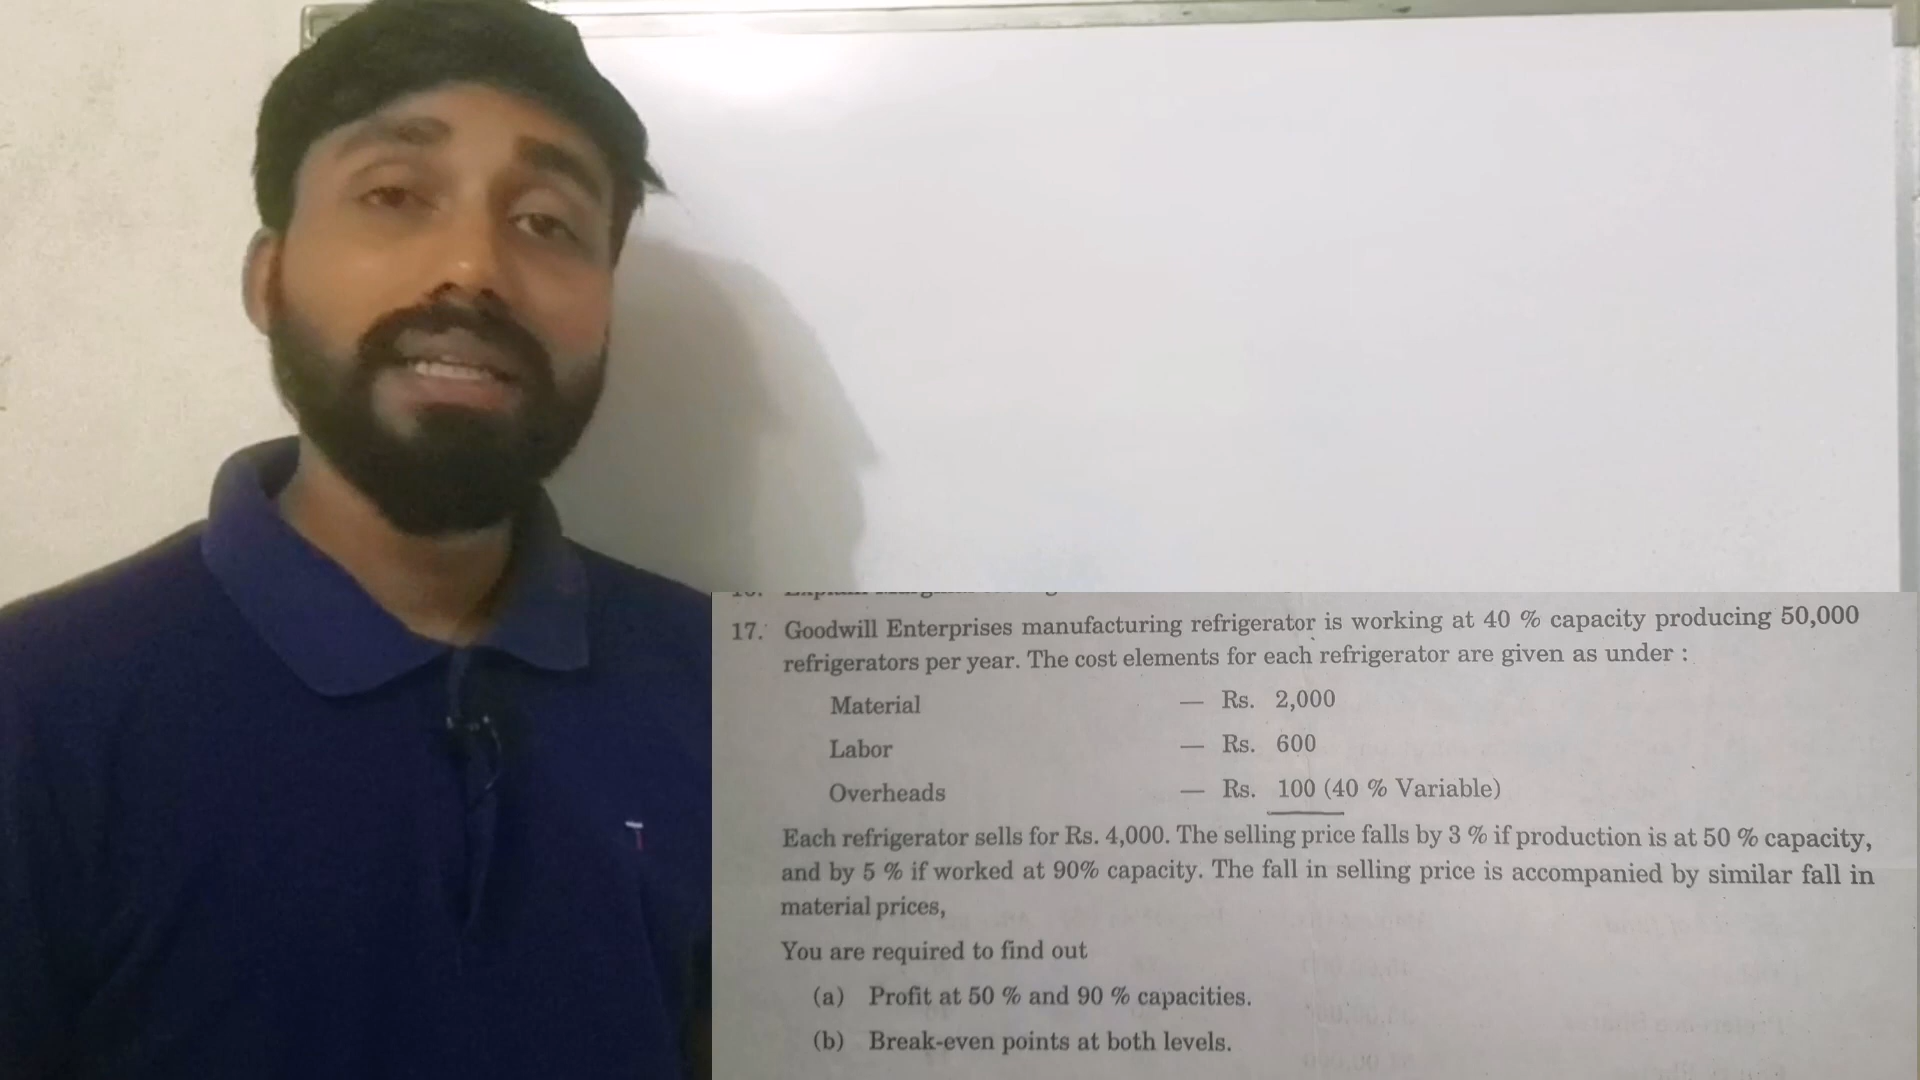 17. Goodwill Enterprises manufacturing refrigerator is working at 40 % capacity producing 50,000
refrigerators per year. The cost elements for each refrigerator are given as under :
Material — Rs. 2,000
Labor — Rs. 600
Overheads — Rs. 100 (40 % Variable)
Each refrigerator sells for Rs. 4,000. The selling price falls by 3 % if production is at 50 % capacity,
and by 5 % if worked at 90% capacity. The fall in selling price is accompanied by similar fall in
material prices,
You are required to find out
(a) Profit at 50 % and 90 % capacities.
(b) Break-even points at both levels.